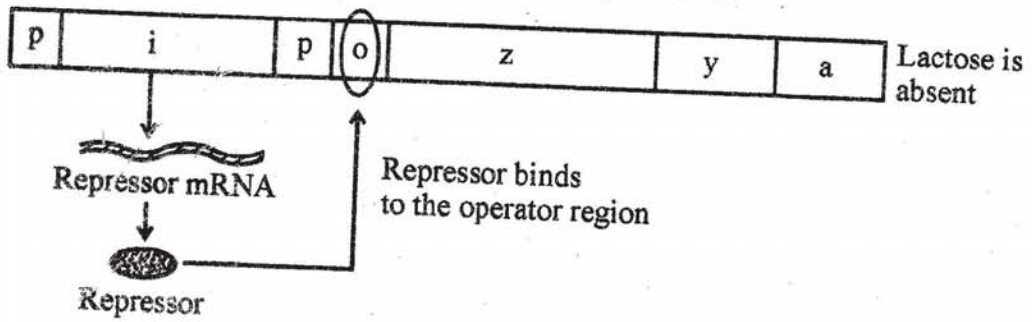 p i p o z y a
Lactose is
absent
Repressor mRNA
Repressor binds
to the operator region
Repressor